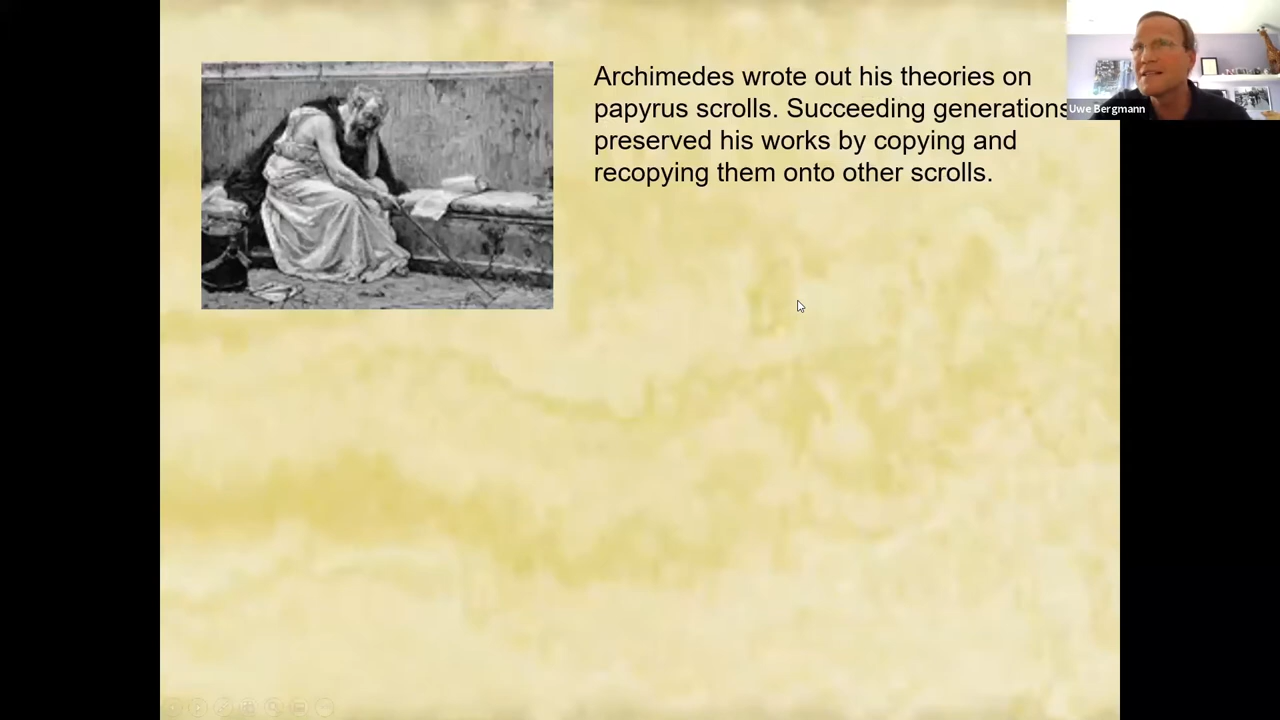 Archimedes wrote out his theories on
papyrus scrolls. Succeeding generations
preserved his works by copying and
recopying them onto other scrolls.
Uwe Bergmann